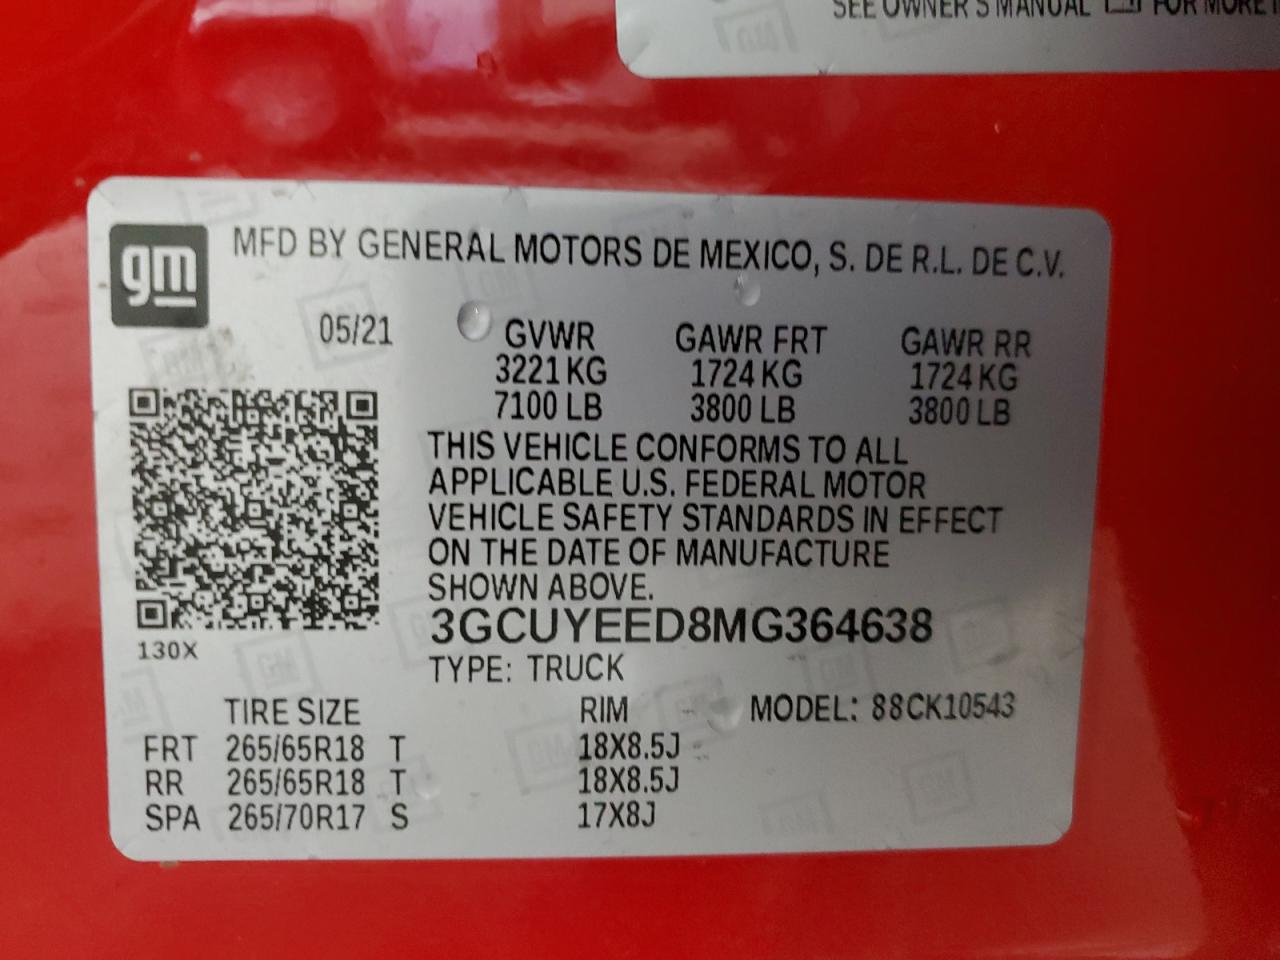 SEE OWNER'S MANUAL FOR MORE
gm
MFD BY GENERAL MOTORS DE MEXICO, S. DE R.L. DE C.V.
05/21
GVWR GAWR FRT GAWR RR
3221 KG 1724 KG 1724 KG
7100 LB 3800 LB 3800 LB
THIS VEHICLE CONFORMS TO ALL
APPLICABLE U.S. FEDERAL MOTOR
VEHICLE SAFETY STANDARDS IN EFFECT
ON THE DATE OF MANUFACTURE
SHOWN ABOVE.
3GCUYEED8MG364638
130X
TYPE: TRUCK
TIRE SIZE RIM MODEL: 88CK10543
FRT 265/65R18 T 18X8.5J
RR 265/65R18 T 18X8.5J
SPA 265/70R17 S 17X8J